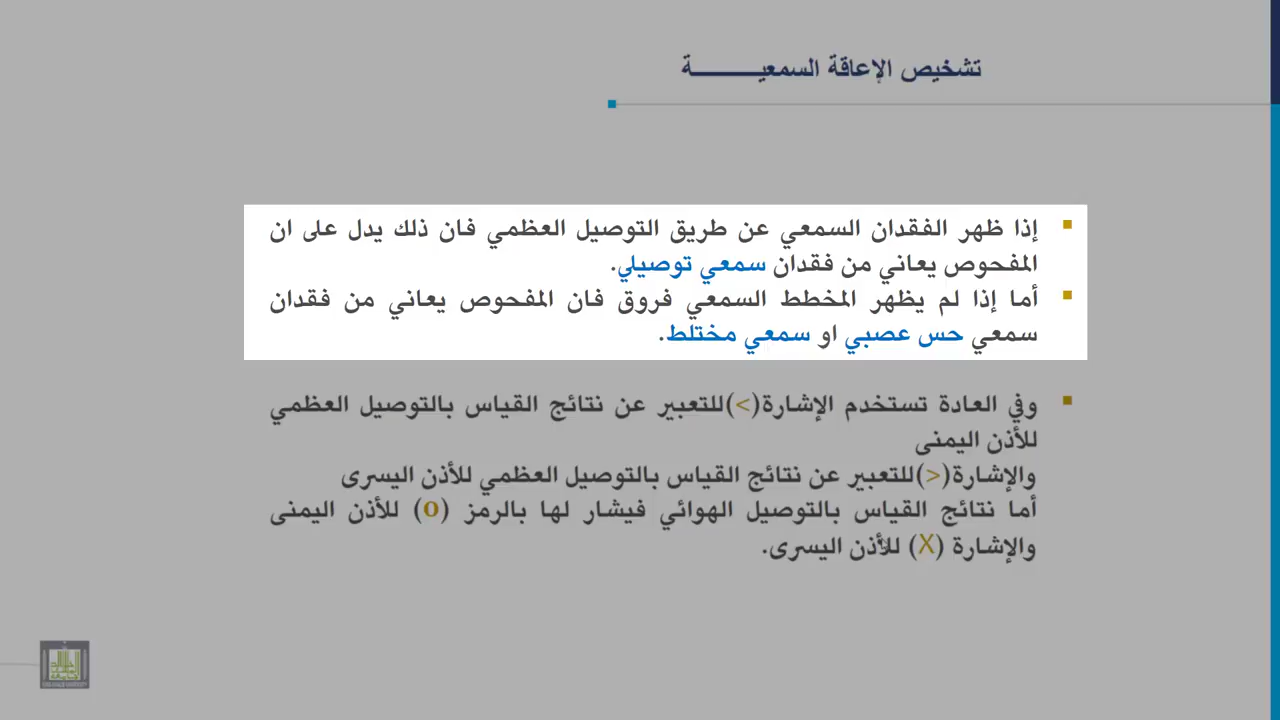 تشخيص الإعاقة السمعيـــــــــة
إذا ظهر الفقدان السمعي عن طريق التوصيل العظمي فان ذلك يدل على ان
المفحوص يعاني من فقدان سمعي توصيلي.
أما إذا لم يظهر المخطط السمعي فروق فان المفحوص يعاني من فقدان
سمعي حس عصبي او سمعي مختلط.
وفي العادة تستخدم الإشارة(>)للتعبير عن نتائج القياس بالتوصيل العظمي
للأذن اليمنى
والإشارة(<)للتعبير عن نتائج القياس بالتوصيل العظمي للأذن اليسرى
أما نتائج القياس بالتوصيل الهوائي فيشار لها بالرمز (o) للأذن اليمنى
والإشارة (X) للأذن اليسرى.